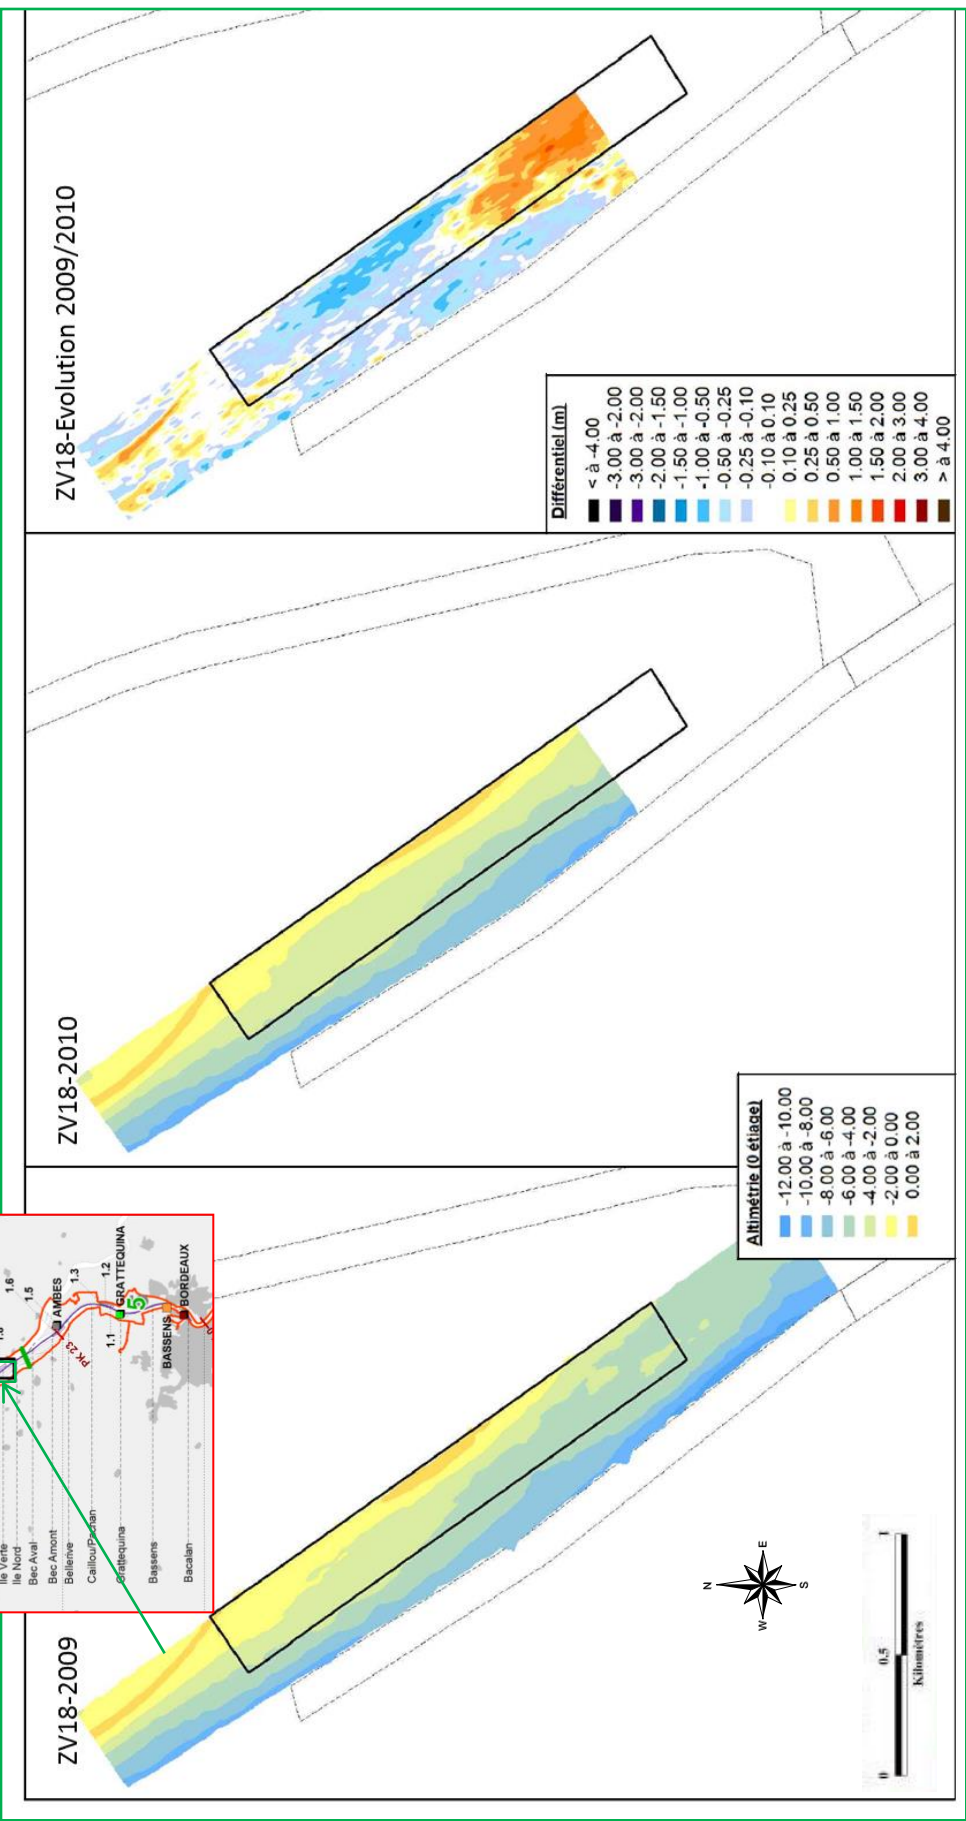 ZV18-2009
ZV18-2010
ZV18-Evolution 2009/2010
Ile Verte
Ile Nord
Bec Aval
Bec Amont
Bellerive
Caillou/Pachan
Grattequina
Bassens
Bacalan
1.6
1.5
AMBES
1.3
1.2
PK 23
GRATTEQUINA
1.1
5
BASSENS
BORDEAUX
Altimétrie (0 étiage)
-12.00 à -10.00
-10.00 à -8.00
-8.00 à -6.00
-6.00 à -4.00
-4.00 à -2.00
-2.00 à 0.00
0.00 à 2.00
Différentiel (m)
< à -4.00
-3.00 à -2.00
-3.00 à -2.00
-2.00 à -1.50
-1.50 à -1.00
-1.00 à -0.50
-0.50 à -0.25
-0.25 à -0.10
-0.10 à 0.10
0.10 à 0.25
0.25 à 0.50
0.50 à 1.00
1.00 à 1.50
1.50 à 2.00
2.00 à 3.00
3.00 à 4.00
> à 4.00
N
W
E
S
0
0.5
1
Kilomètres